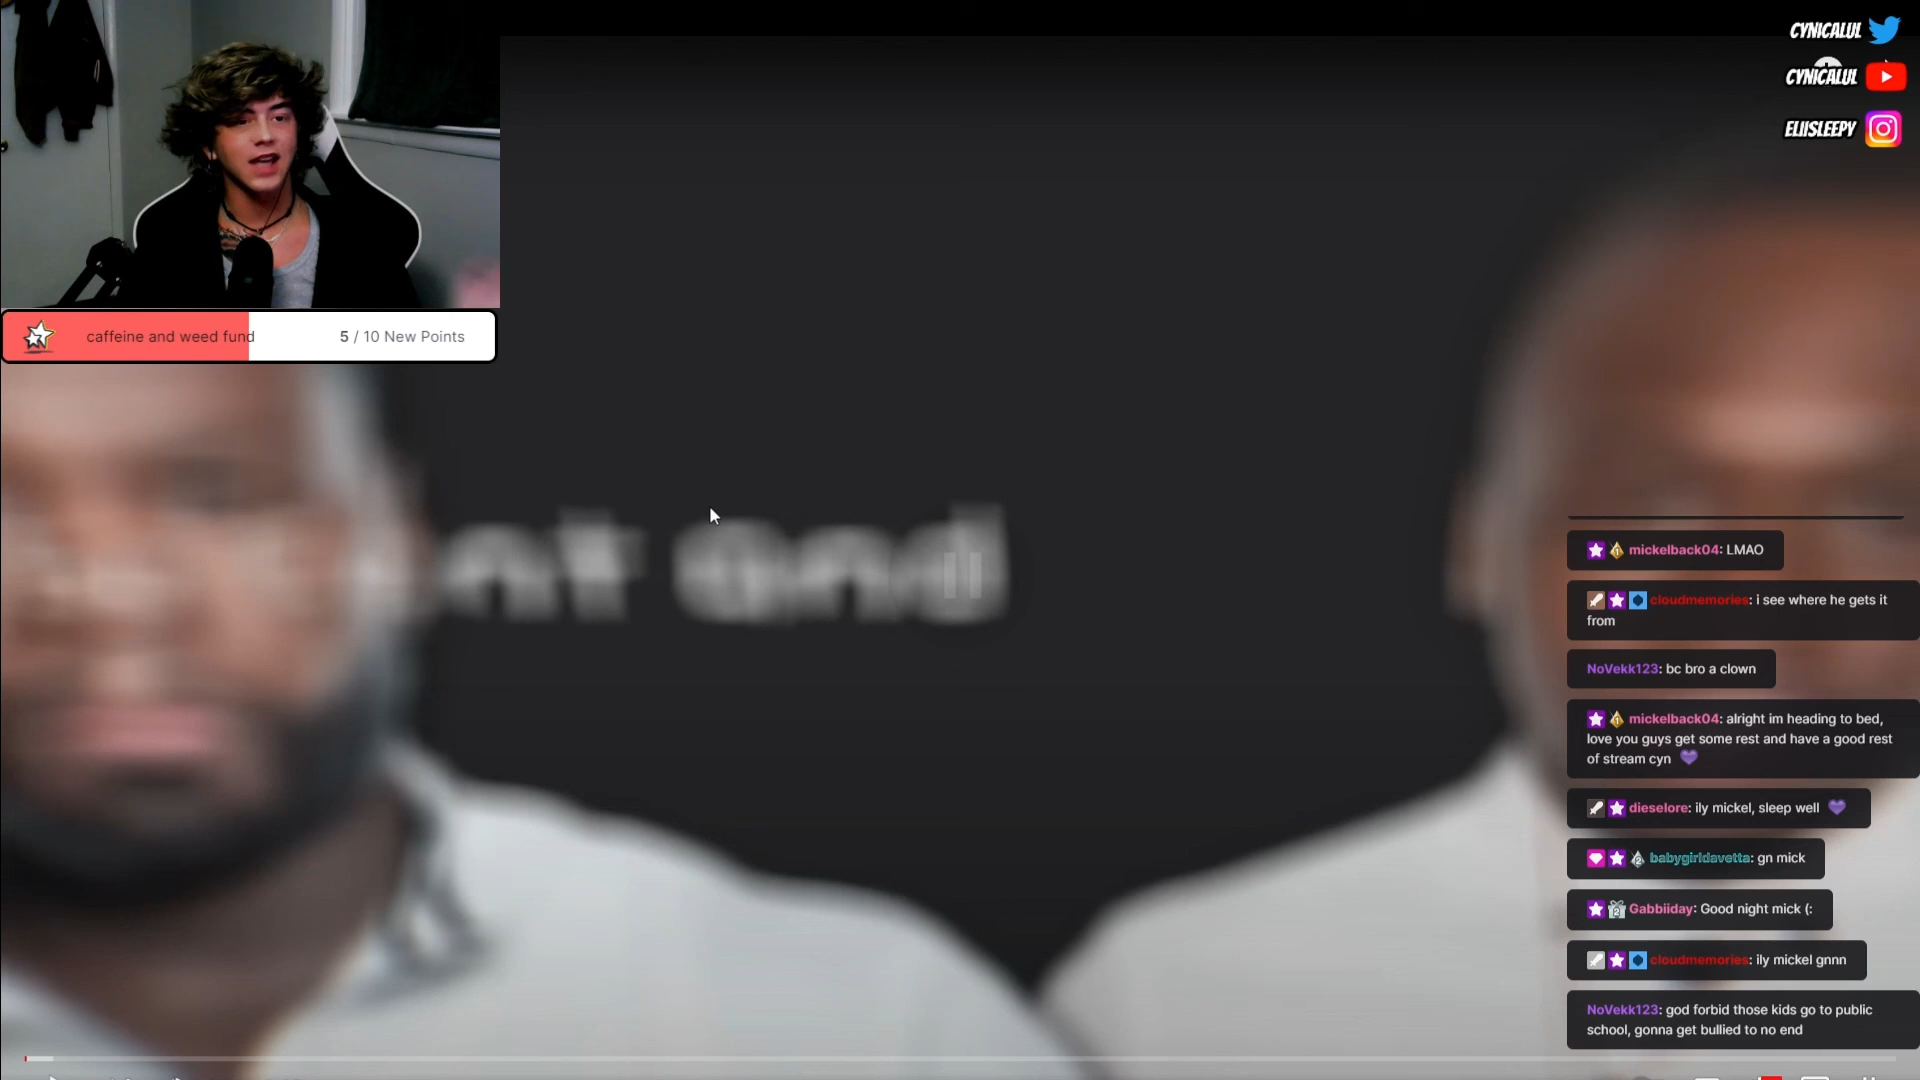 CYNICALUL
CYNICALUL
ELIISLEEPY
caffeine and weed fund 5 / 10 New Points
mickelback04: LMAO
cloudmemories: i see where he gets it
from
NoVekk123: bc bro a clown
mickelback04: alright im heading to bed,
love you guys get some rest and have a good rest
of stream cyn 💜
dieselore: ily mickel, sleep well 💜
babygirldavetta: gn mick
Gabbiiday: Good night mick (:
cloudmemories: ily mickel gnnn
NoVekk123: god forbid those kids go to public
school, gonna get bullied to no end